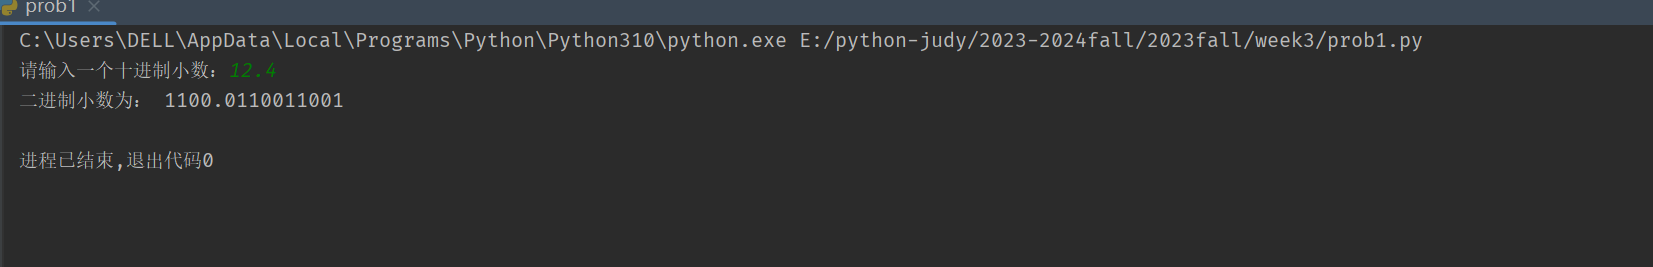 prob1 ×
C:\Users\DELL\AppData\Local\Programs\Python\Python310\python.exe E:/python-judy/2023-2024fall/2023fall/week3/prob1.py
请输入一个十进制小数：12.4
二进制小数为： 1100.0110011001
进程已结束,退出代码0